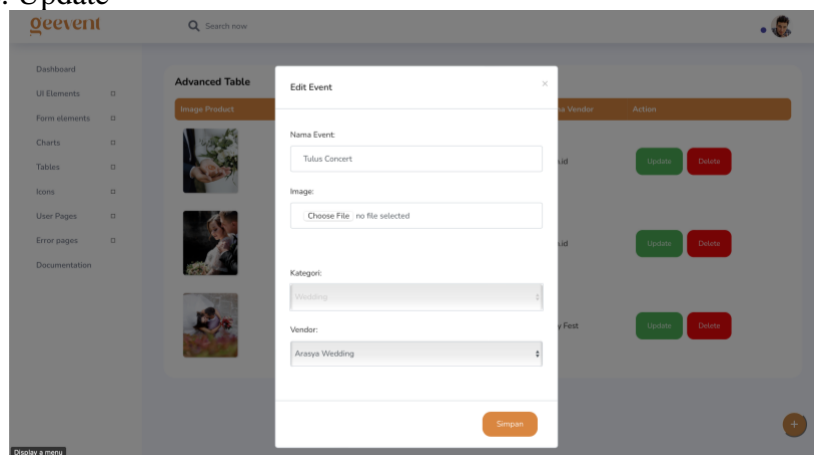 : Update
geevent
Search now
Dashboard
UI Elements
Form elements
Charts
Tables
Icons
User Pages
Error pages
Documentation
Advanced Table
Image Product
Vendor
Action
Update Delete
.id
Update Delete
y Fest
Update Delete
Edit Event
×
Nama Event:
Tulus Concert
Image:
Choose File no file selected
Kategori:
Wedding
Vendor:
Arasya Wedding
Simpan
+
Display a menu